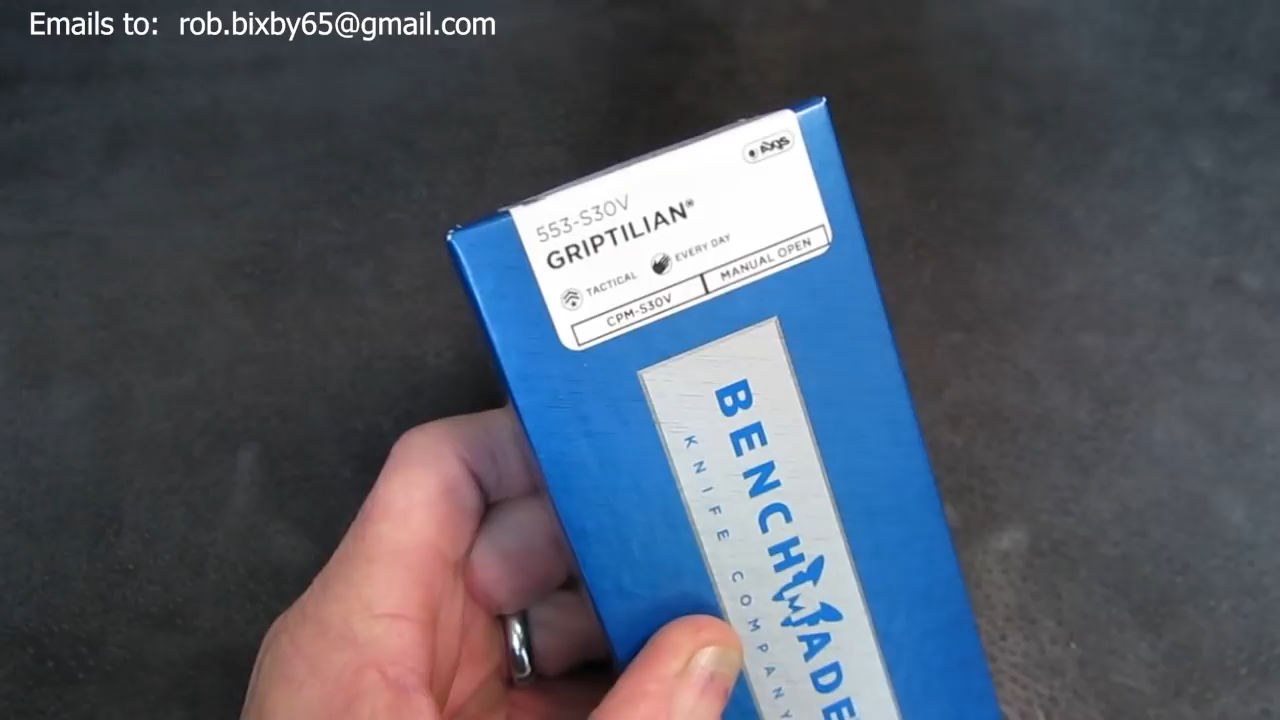 Emails to: rob.bixby65@gmail.com
AXIS
553-S30V
GRIPTILIAN®
TACTICAL
EVERY DAY
CPM-S30V
MANUAL OPEN
BENCHMADE
KNIFE COMPANY